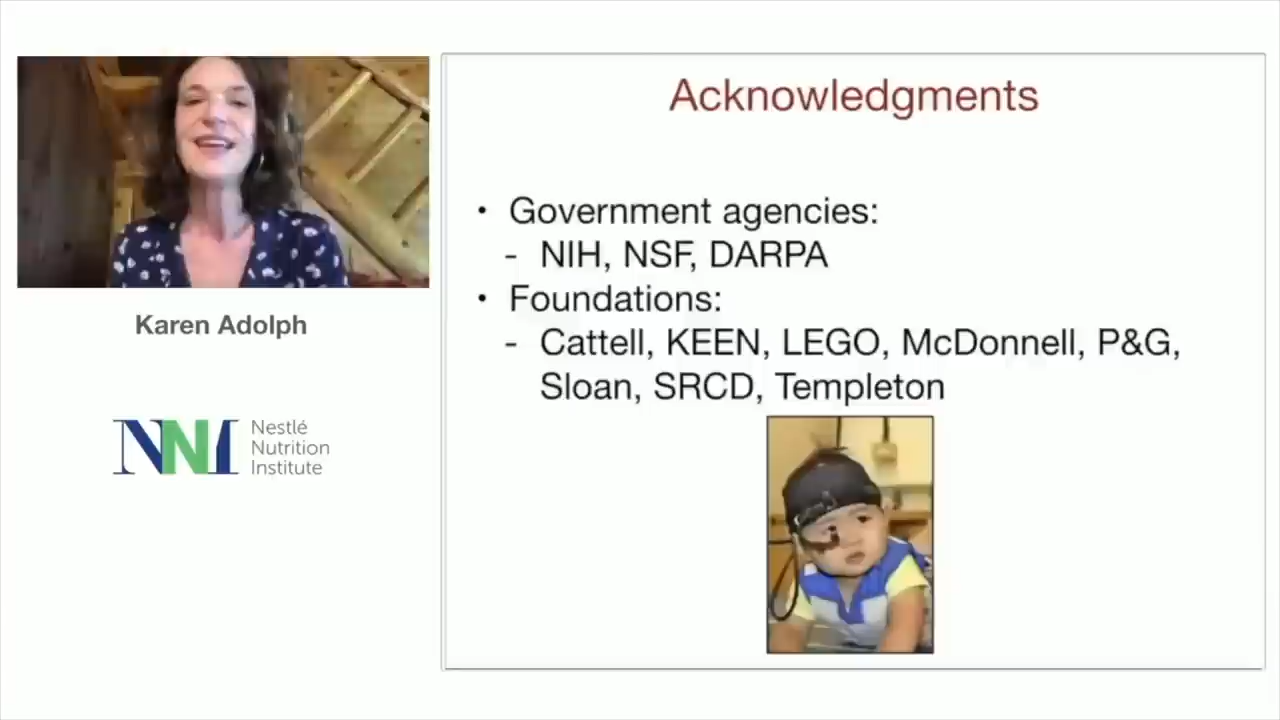 Karen Adolph
NNI
Nestlé
Nutrition
Institute
Acknowledgments
• Government agencies:
- NIH, NSF, DARPA
• Foundations:
- Cattell, KEEN, LEGO, McDonnell, P&G,
Sloan, SRCD, Templeton